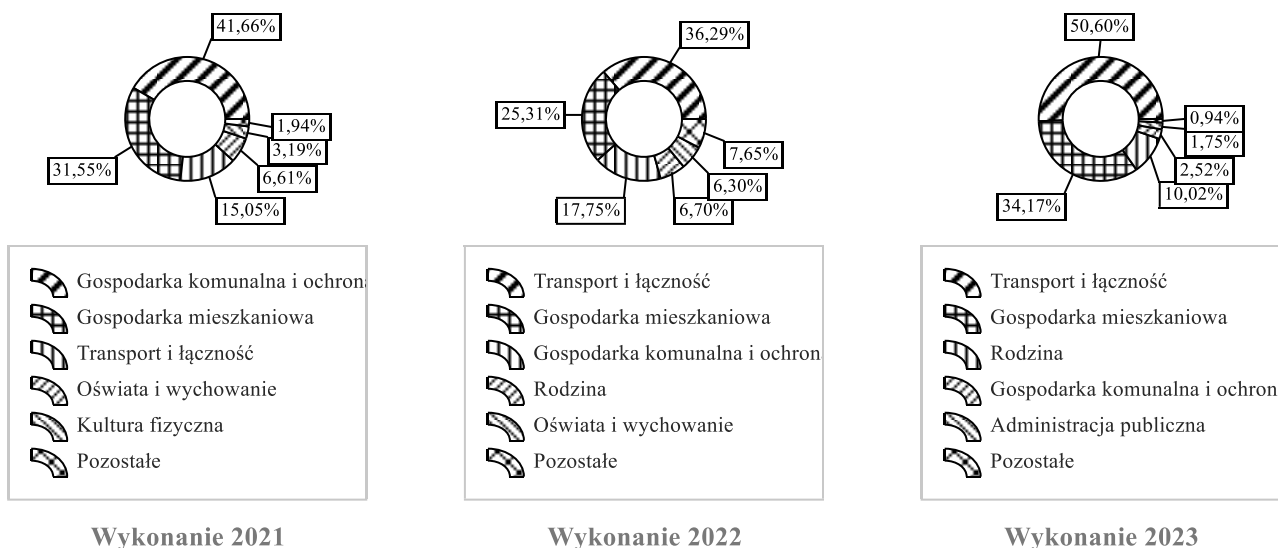 41,66%
1,94%
3,19%
6,61%
15,05%
31,55%
Gospodarka komunalna i ochron
Gospodarka mieszkaniowa
Transport i łączność
Oświata i wychowanie
Kultura fizyczna
Pozostałe
Wykonanie 2021
36,29%
25,31%
7,65%
6,30%
6,70%
17,75%
Transport i łączność
Gospodarka mieszkaniowa
Gospodarka komunalna i ochron
Rodzina
Oświata i wychowanie
Pozostałe
Wykonanie 2022
50,60%
0,94%
1,75%
2,52%
10,02%
34,17%
Transport i łączność
Gospodarka mieszkaniowa
Rodzina
Gospodarka komunalna i ochron
Administracja publiczna
Pozostałe
Wykonanie 2023